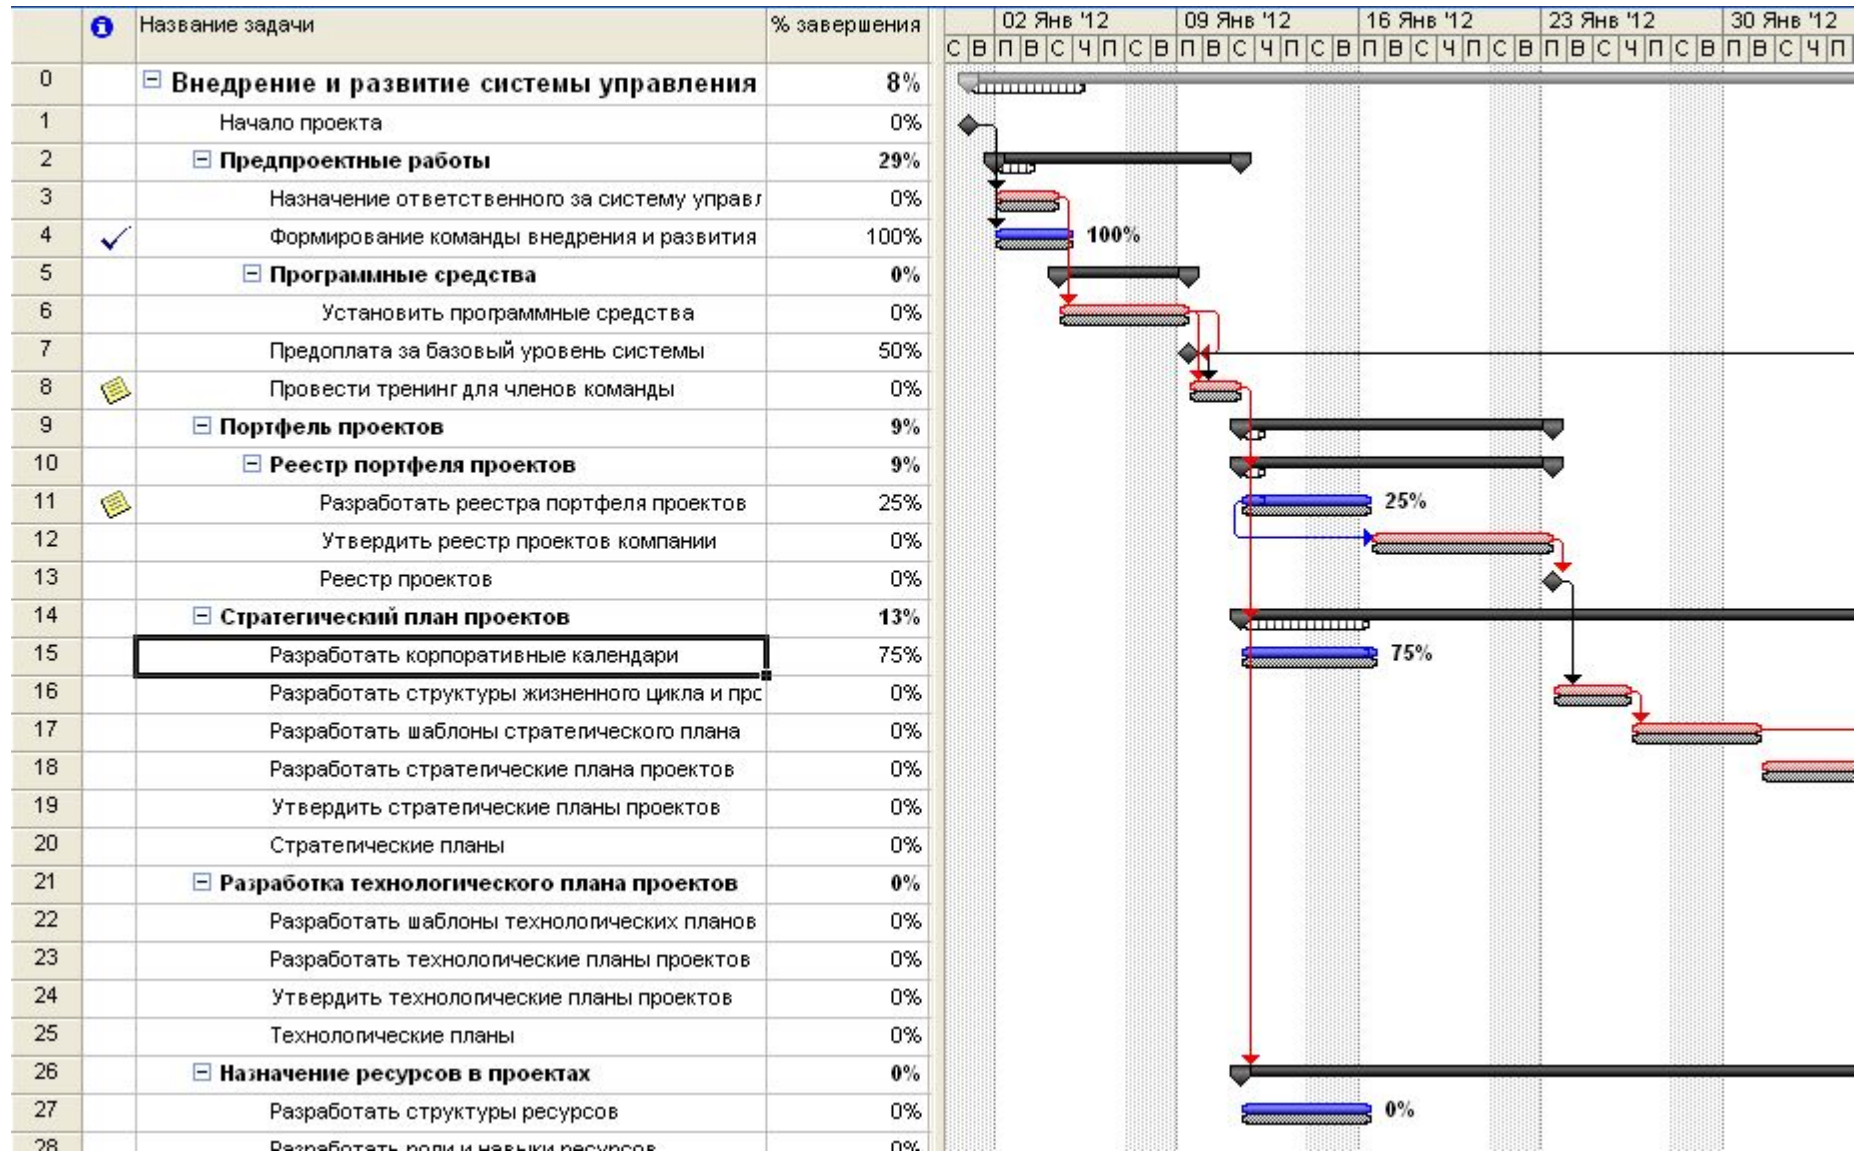 Название задачи % завершения 02 Янв '12 09 Янв '12 16 Янв '12 23 Янв '12 30 Янв '12
С В П В С Ч П С В П В С Ч П С В П В С Ч П С В П В С Ч П С В П В С Ч П
0 Внедрение и развитие системы управления 8%
1 Начало проекта 0%
2 Предпроектные работы 29%
3 Назначение ответственного за систему управл 0%
4 Формирование команды внедрения и развития 100% 100%
5 Программные средства 0%
6 Установить программные средства 0%
7 Предоплата за базовый уровень системы 50%
8 Провести тренинг для членов команды 0%
9 Портфель проектов 9%
10 Реестр портфеля проектов 9%
11 Разработать реестра портфеля проектов 25% 25%
12 Утвердить реестр проектов компании 0%
13 Реестр проектов 0%
14 Стратегический план проектов 13%
15 Разработать корпоративные календари 75% 75%
16 Разработать структуры жизненного цикла и про 0%
17 Разработать шаблоны стратегического плана 0%
18 Разработать стратегические плана проектов 0%
19 Утвердить стратегические планы проектов 0%
20 Стратегические планы 0%
21 Разработка технологического плана проектов 0%
22 Разработать шаблоны технологических планов 0%
23 Разработать технологические планы проектов 0%
24 Утвердить технологические планы проектов 0%
25 Технологические планы 0%
26 Назначение ресурсов в проектах 0%
27 Разработать структуры ресурсов 0% 0%
28 Разработать роли и навыки ресурсов 0%